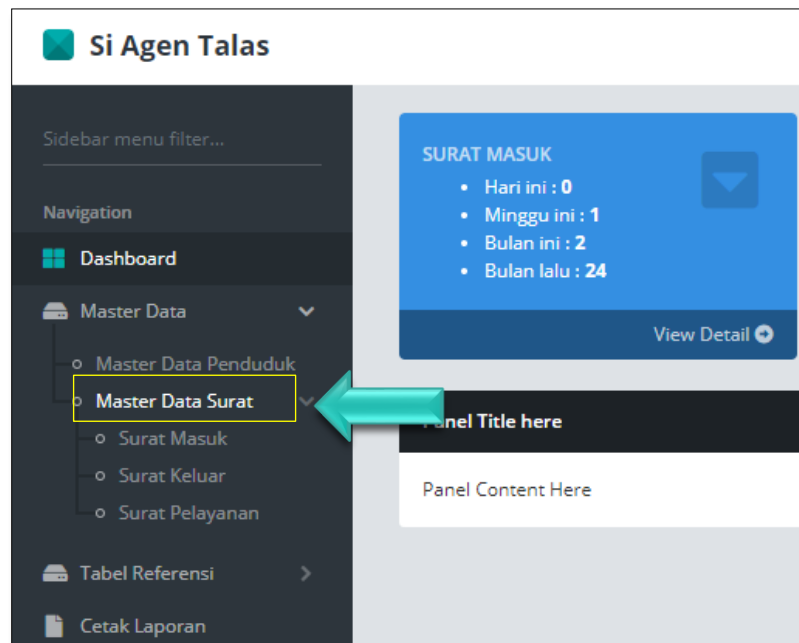 Si Agen Talas
Sidebar menu filter...
Navigation
Dashboard
Master Data
Master Data Penduduk
Master Data Surat
Surat Masuk
Surat Keluar
Surat Pelayanan
Tabel Referensi
Cetak Laporan
SURAT MASUK
Hari ini : 0
Minggu ini : 1
Bulan ini : 2
Bulan lalu : 24
View Detail
Title here
Panel Content Here